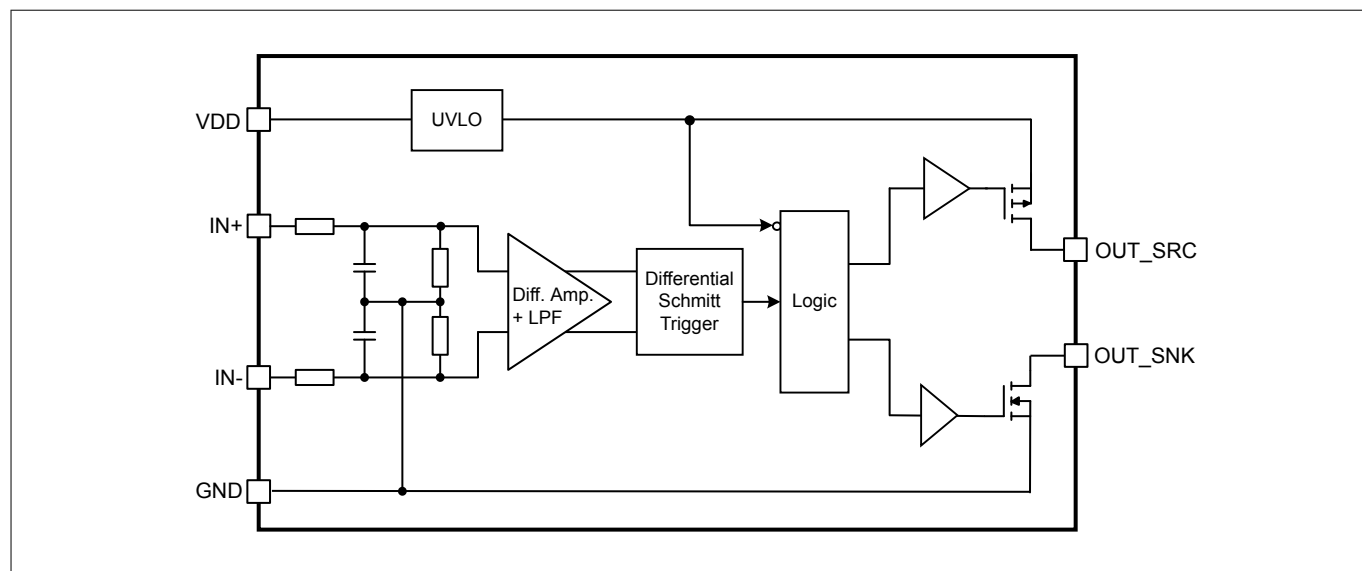 VDD
UVLO
IN+
Diff. Amp.
+ LPF
Differential
Schmitt
Trigger
Logic
OUT_SRC
OUT_SNK
IN-
GND